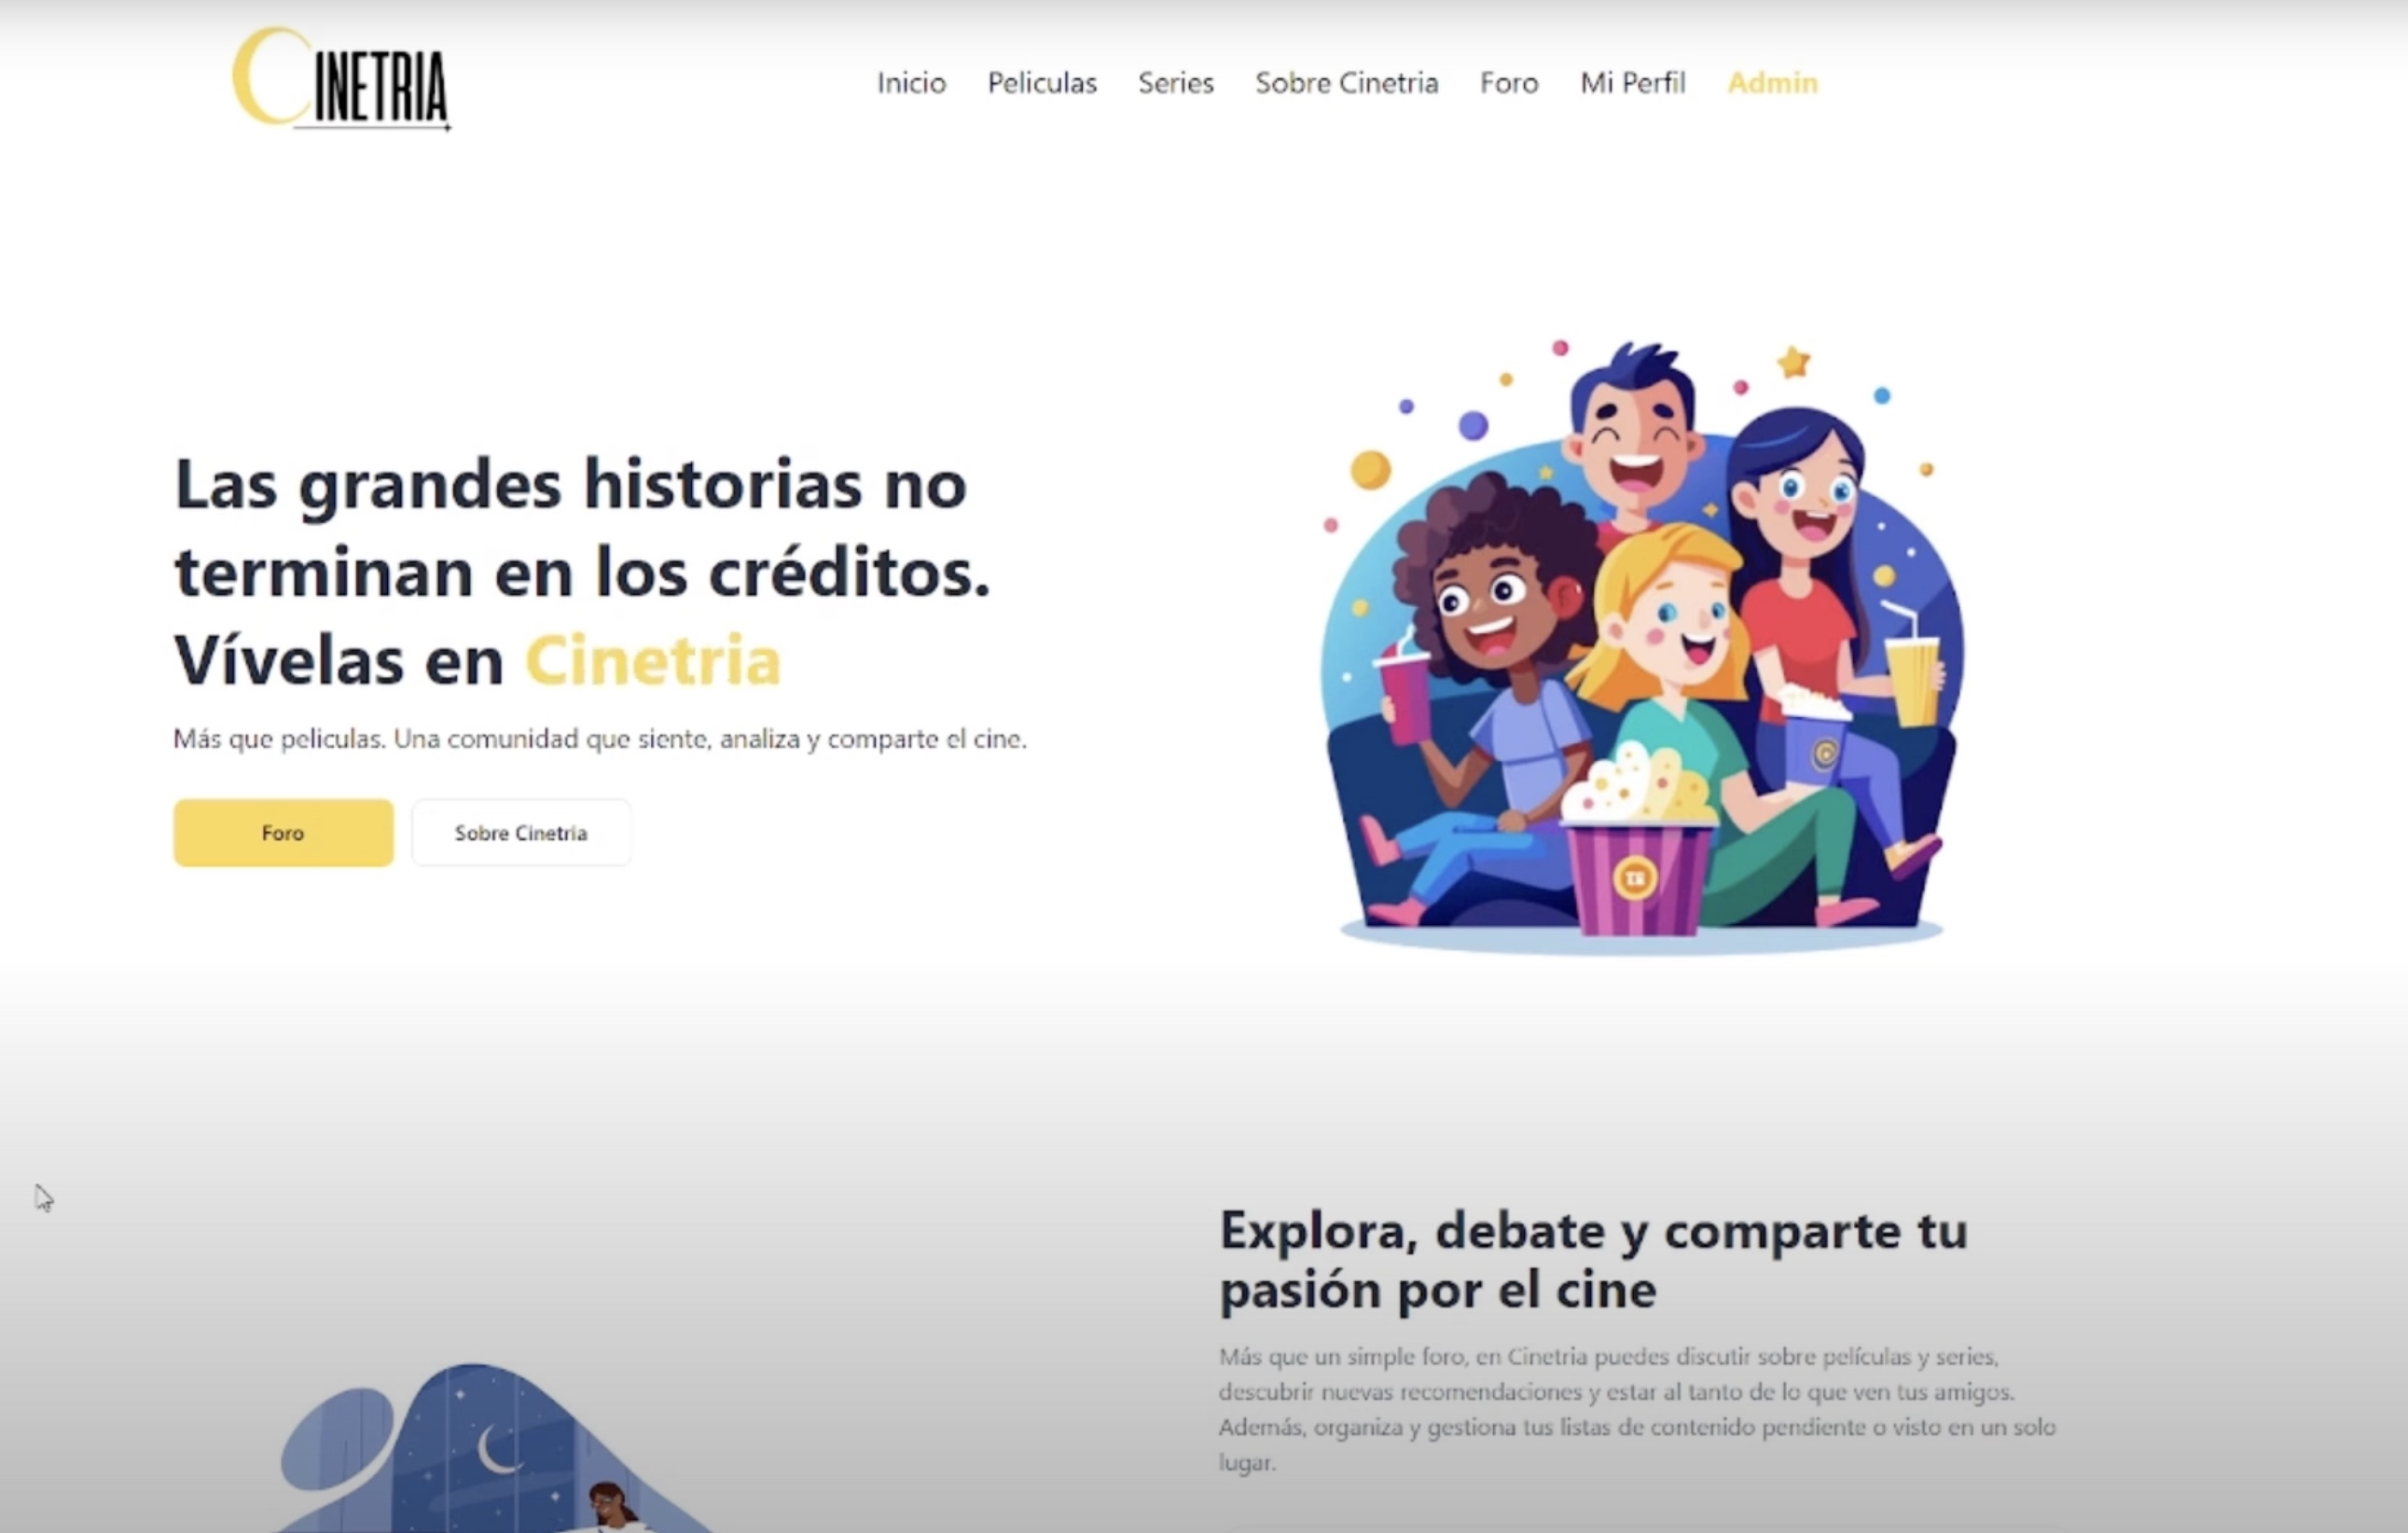 CINETRIA
Inicio Peliculas Series Sobre Cinetria Foro Mi Perfil Admin
Las grandes historias no
terminan en los créditos.
Vívelas en Cinetria
Más que peliculas. Una comunidad que siente, analiza y comparte el cine.
Foro Sobre Cinetria
Explora, debate y comparte tu
pasión por el cine
Más que un simple foro, en Cinetria puedes discutir sobre películas y series,
descubrir nuevas recomendaciones y estar al tanto de lo que ven tus amigos.
Además, organiza y gestiona tus listas de contenido pendiente o visto en un solo
lugar.